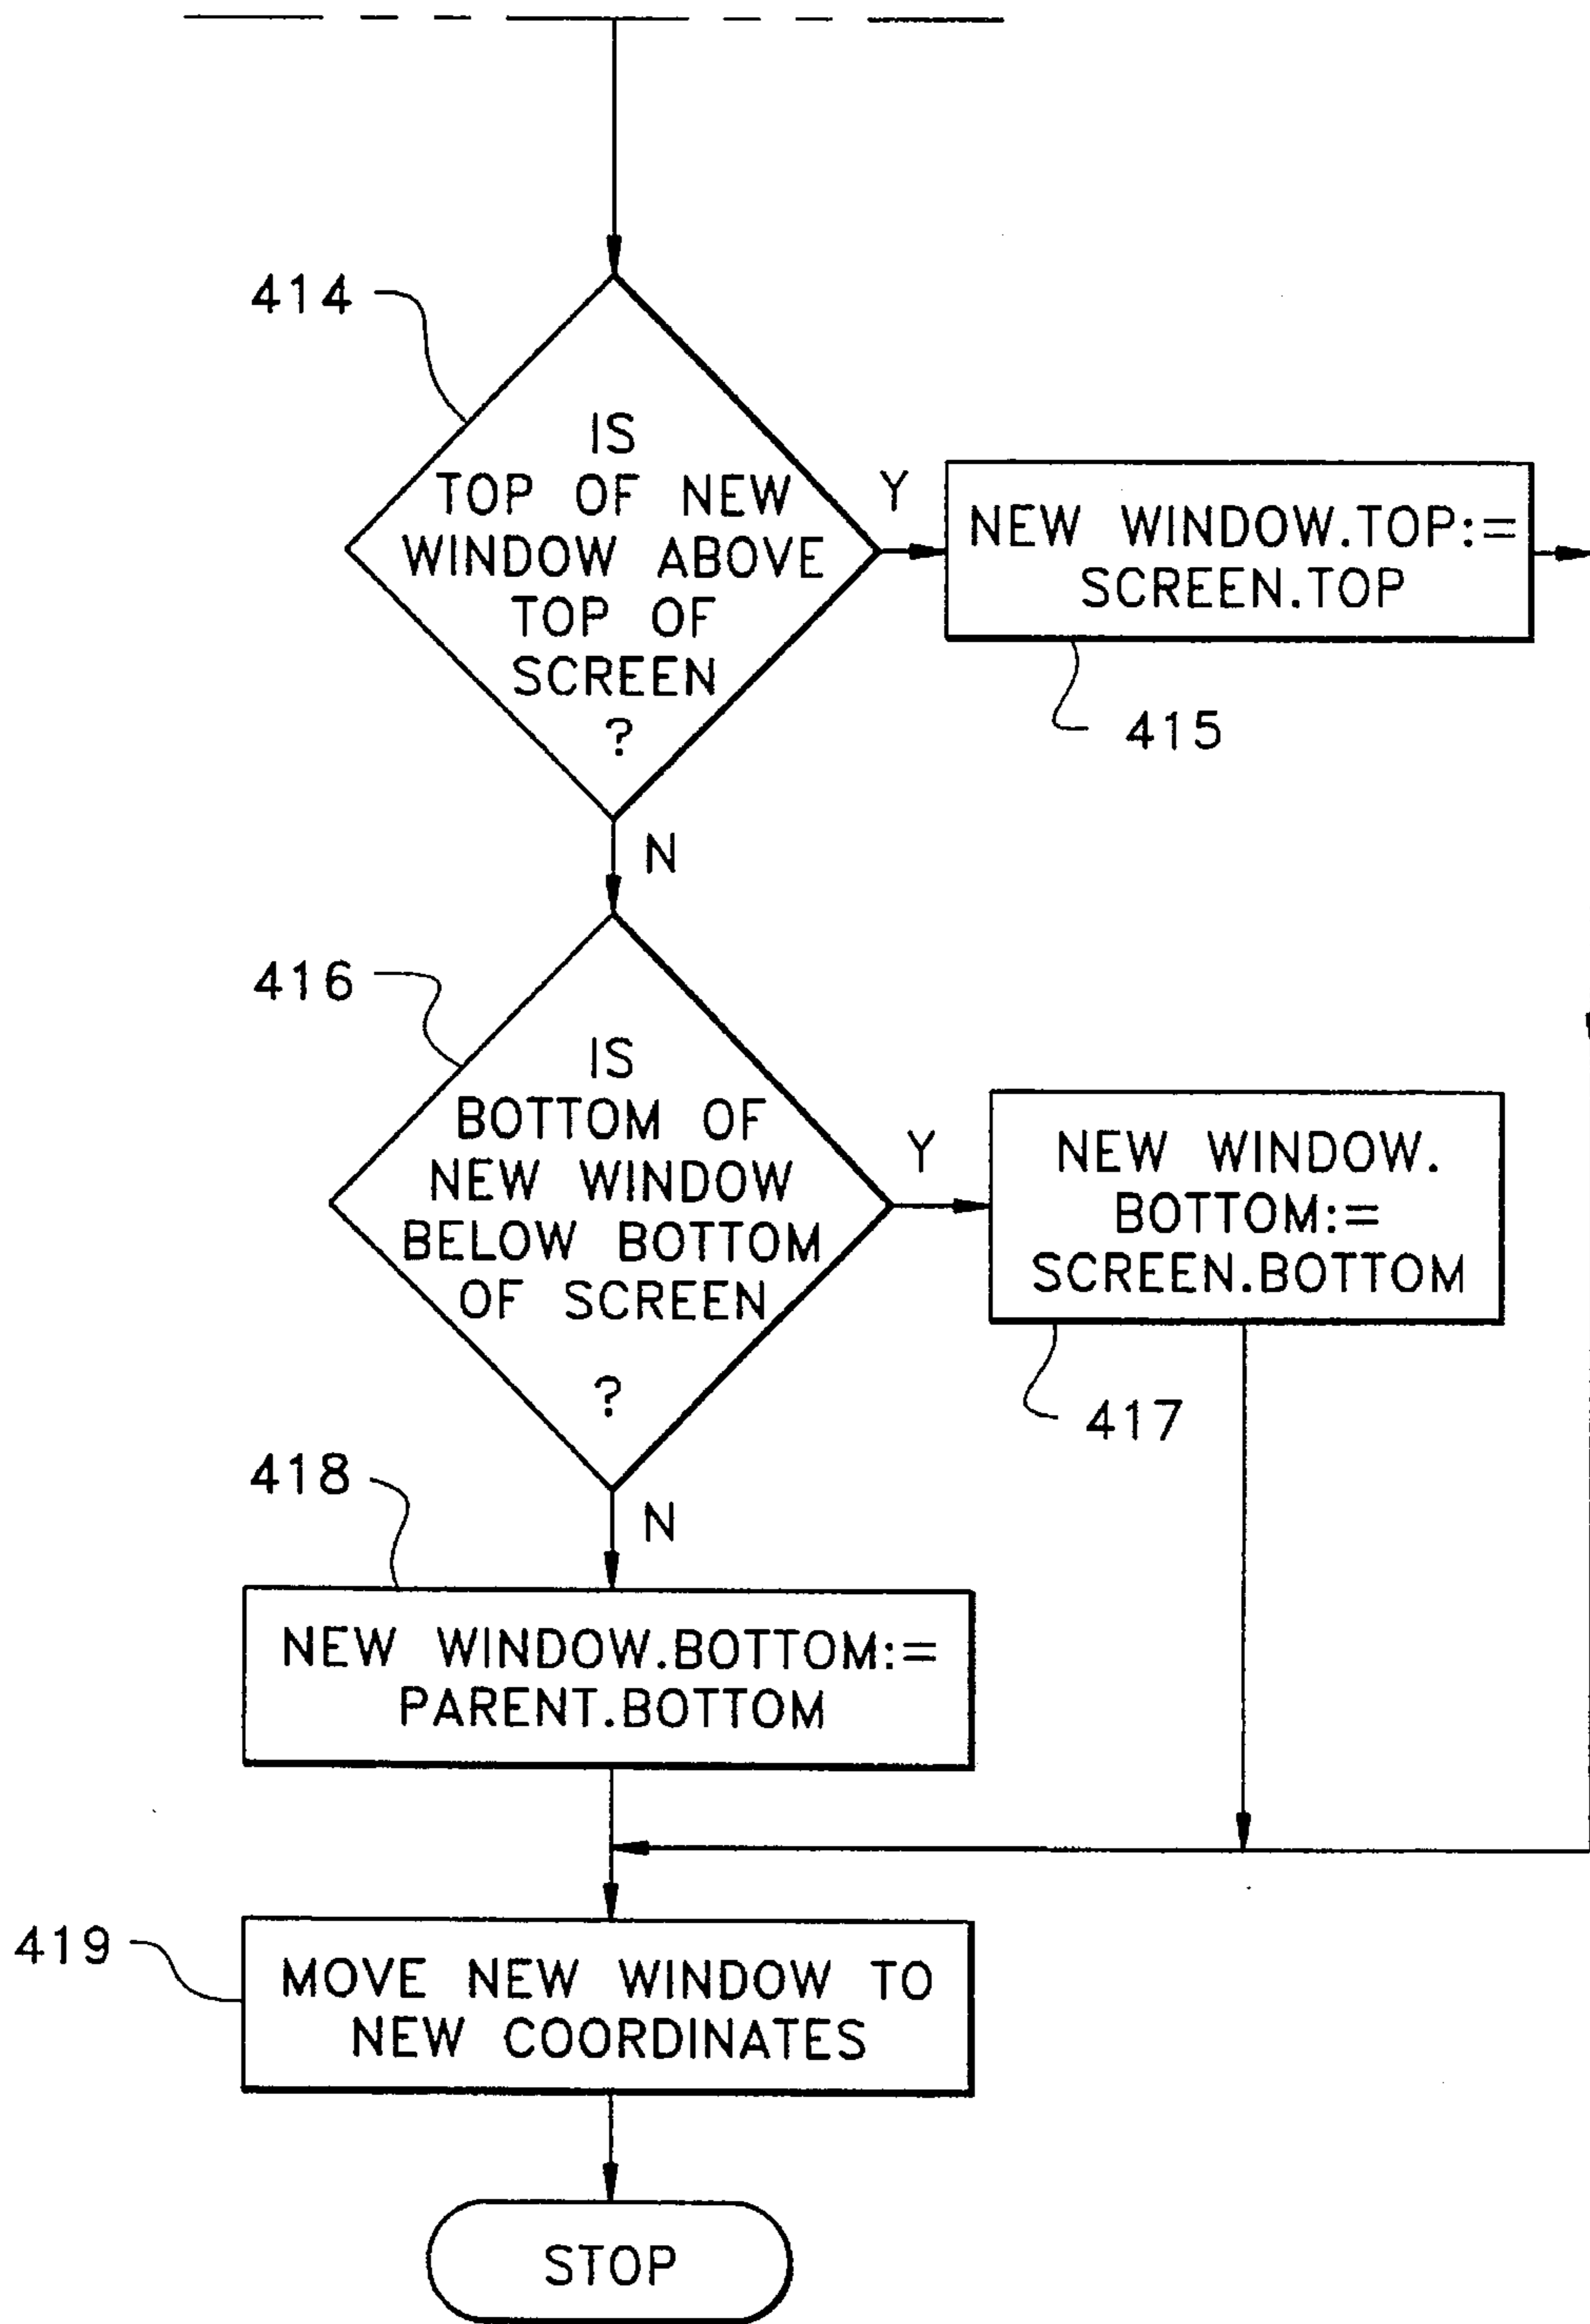 414
IS
TOP OF NEW
WINDOW ABOVE
TOP OF
SCREEN
?
Y
NEW WINDOW.TOP:=
SCREEN.TOP
415
N
416
IS
BOTTOM OF
NEW WINDOW
BELOW BOTTOM
OF SCREEN
?
Y
NEW WINDOW.
BOTTOM:=
SCREEN.BOTTOM
417
N
418
NEW WINDOW.BOTTOM:=
PARENT.BOTTOM
419
MOVE NEW WINDOW TO
NEW COORDINATES
STOP